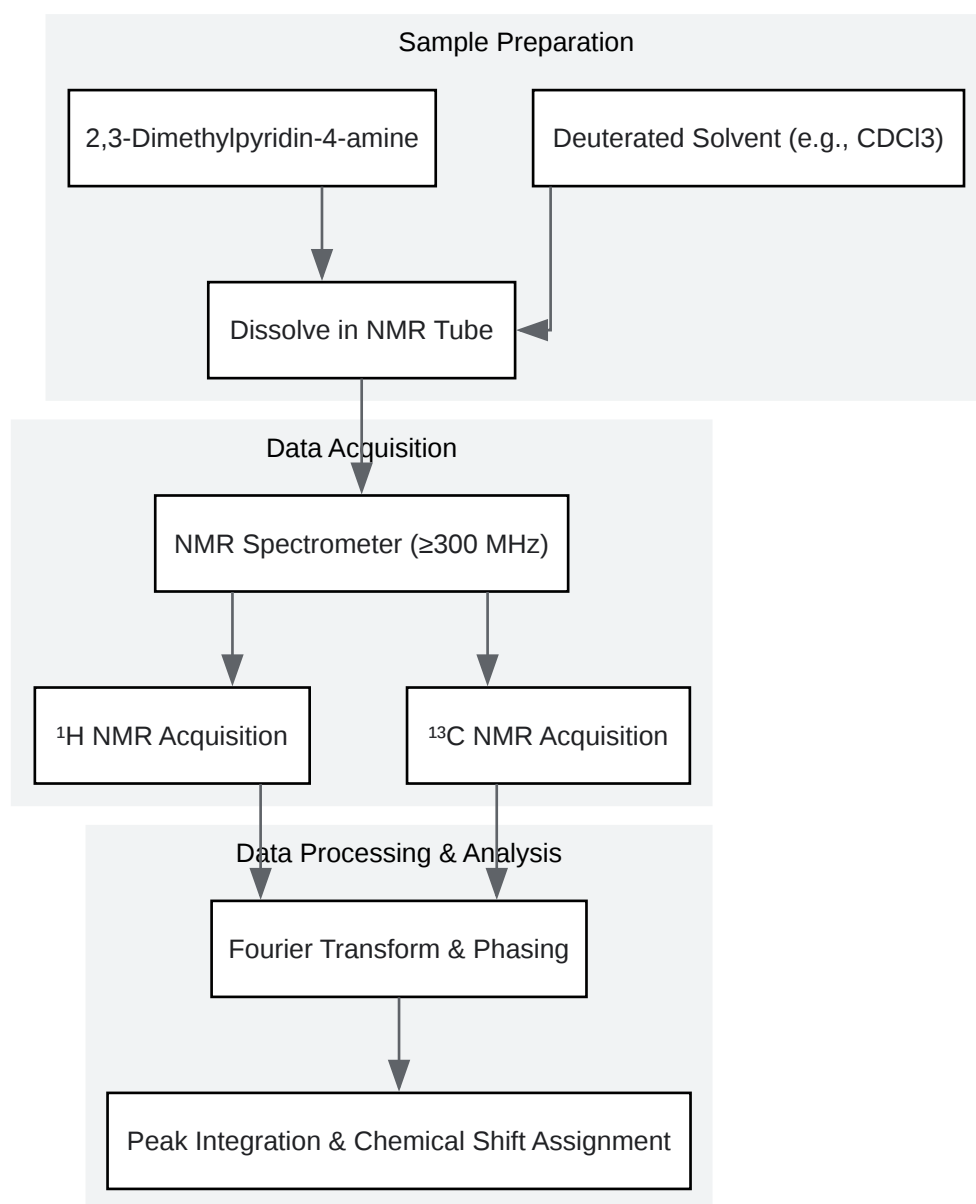 Sample Preparation
2,3-Dimethylpyridin-4-amine
Deuterated Solvent (e.g., CDCl3)
Dissolve in NMR Tube
Data Acquisition
NMR Spectrometer (≥300 MHz)
¹H NMR Acquisition
¹³C NMR Acquisition
Data Processing & Analysis
Fourier Transform & Phasing
Peak Integration & Chemical Shift Assignment